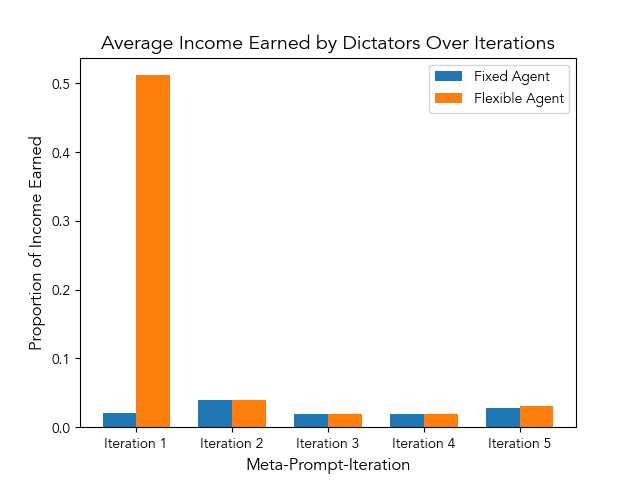 Average Income Earned by Dictators Over Iterations
Fixed Agent
Flexible Agent
Proportion of Income Earned
0.5
0.4
0.3
0.2
0.1
0.0
Iteration 1 Iteration 2 Iteration 3 Iteration 4 Iteration 5
Meta-Prompt-Iteration